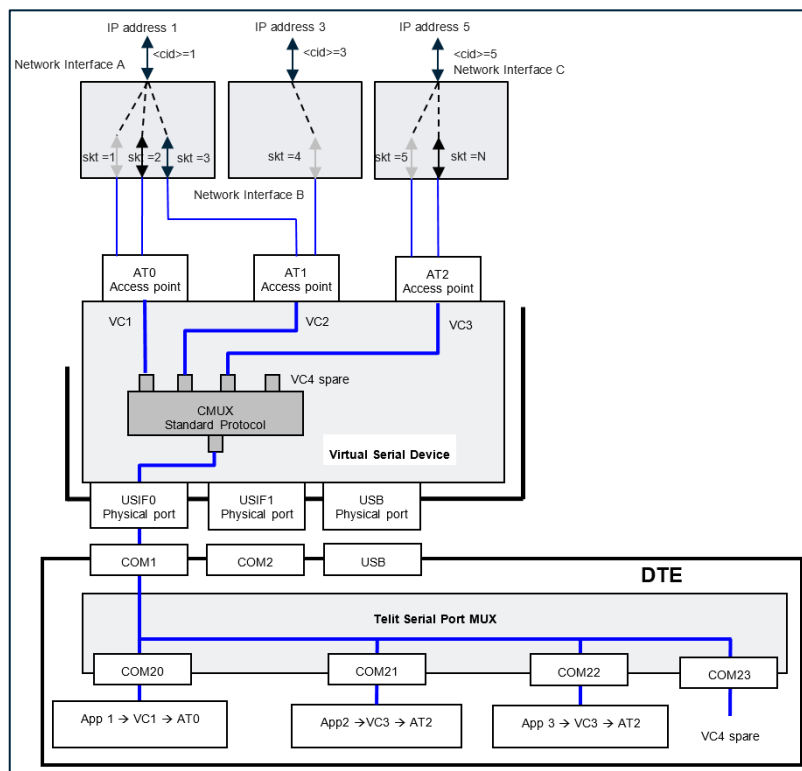 IP address 1
IP address 3
IP address 5
<cid>=1
<cid>=3
<cid>=5
Network Interface A
Network Interface C
skt =1
skt =2
skt =3
skt =4
skt =5
skt =N
Network Interface B
AT0
Access point
AT1
Access point
AT2
Access point
VC1
VC2
VC3
VC4 spare
CMUX
Standard Protocol
Virtual Serial Device
USIF0
Physical port
USIF1
Physical port
USB
Physical port
COM1
COM2
USB
DTE
Telit Serial Port MUX
COM20
COM21
COM22
COM23
App 1 → VC1 → AT0
App2 →VC3 → AT2
App 3 → VC3 → AT2
VC4 spare